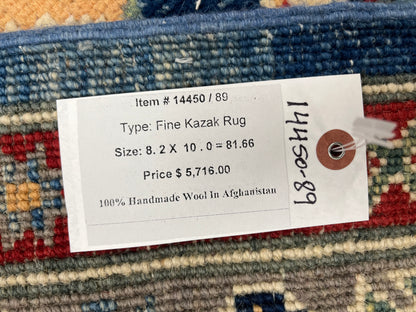 Item # 14450 / 89
Type: Fine Kazak Rug
Size: 8. 2 X 10 . 0 = 81.66
Price $ 5,716.00
100% Handmade Wool In Afghanistan
14450-89